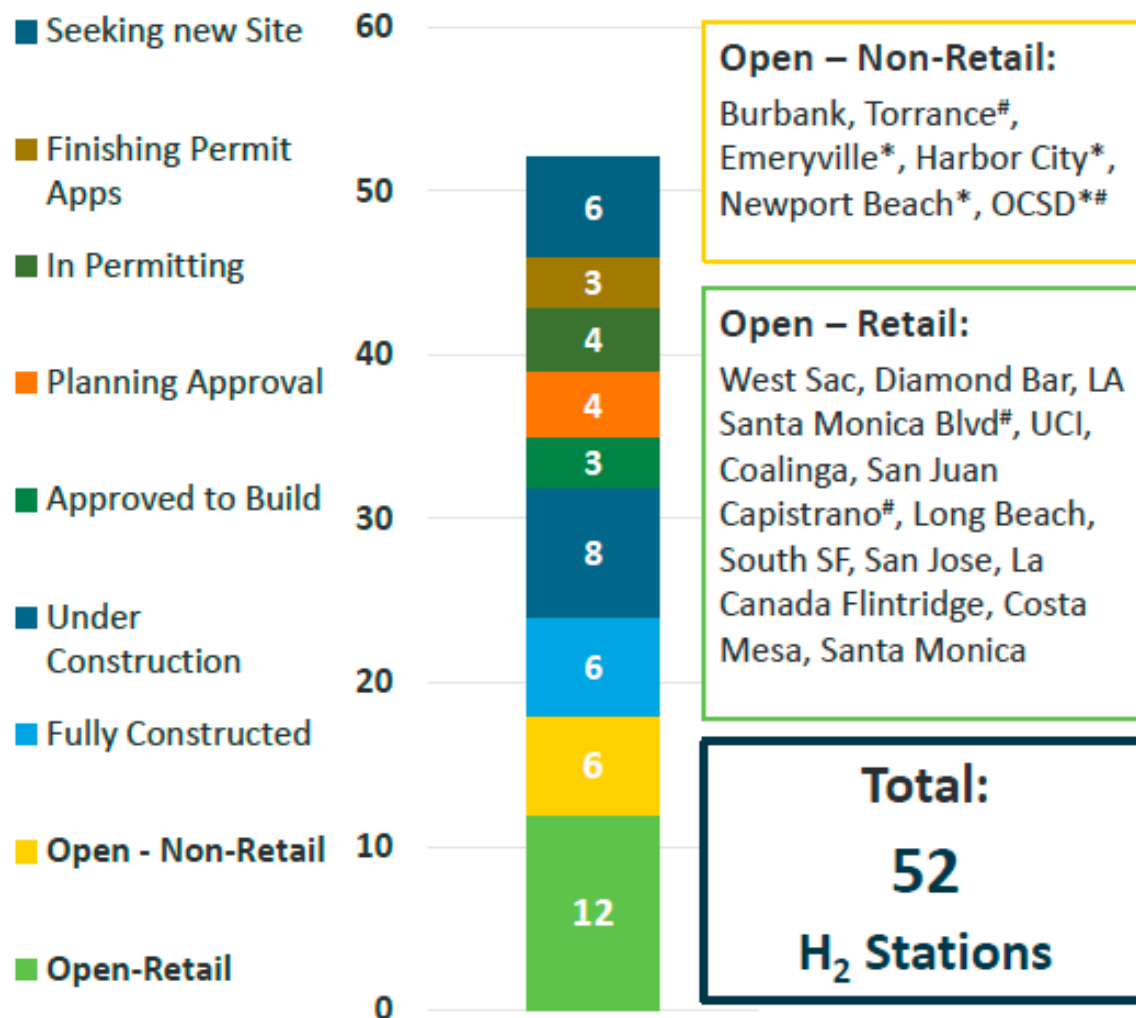 Seeking new Site
Finishing Permit
Apps
In Permitting
Planning Approval
Approved to Build
Under
Construction
Fully Constructed
Open - Non-Retail
Open-Retail
60
50
40
30
20
10
0
6
3
4
4
3
8
6
6
12
Open – Non-Retail:
Burbank, Torrance#,
Emeryville*, Harbor City*,
Newport Beach*, OCSD*#
Open – Retail:
West Sac, Diamond Bar, LA
Santa Monica Blvd#, UCI,
Coalinga, San Juan
Capistrano#, Long Beach,
South SF, San Jose, La
Canada Flintridge, Costa
Mesa, Santa Monica
Total:
52
H₂ Stations